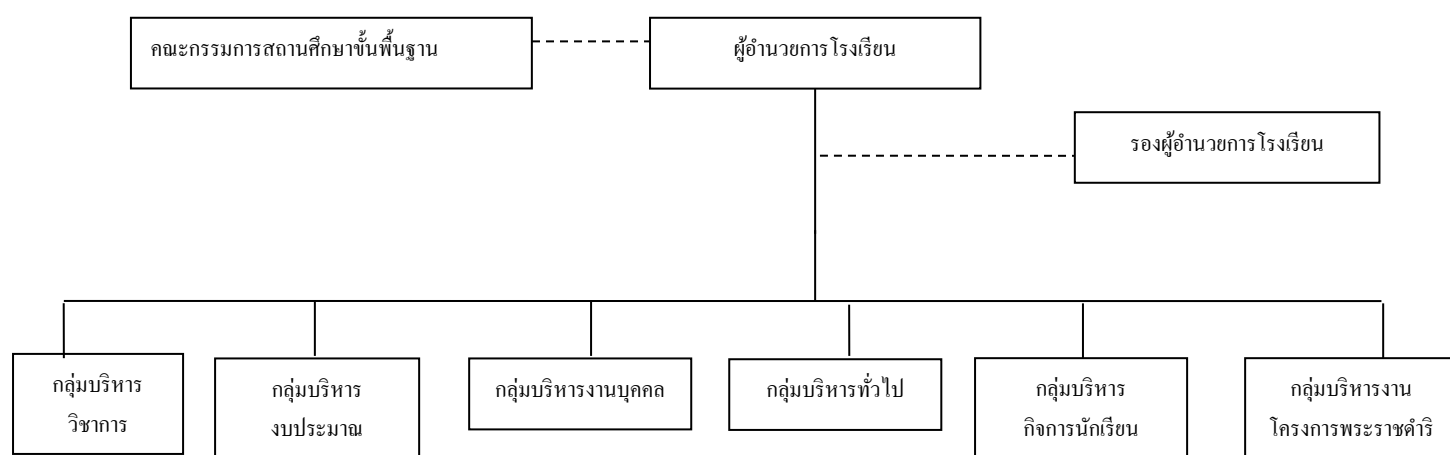 คณะกรรมการสถานศึกษาขั้นพื้นฐาน
ผู้อำนวยการโรงเรียน
รองผู้อำนวยการโรงเรียน
กลุ่มบริหาร
วิชาการ
กลุ่มบริหาร
งบประมาณ
กลุ่มบริหารงานบุคคล
กลุ่มบริหารทั่วไป
กลุ่มบริหาร
กิจการนักเรียน
กลุ่มบริหารงาน
โครงการพระราชดำริ